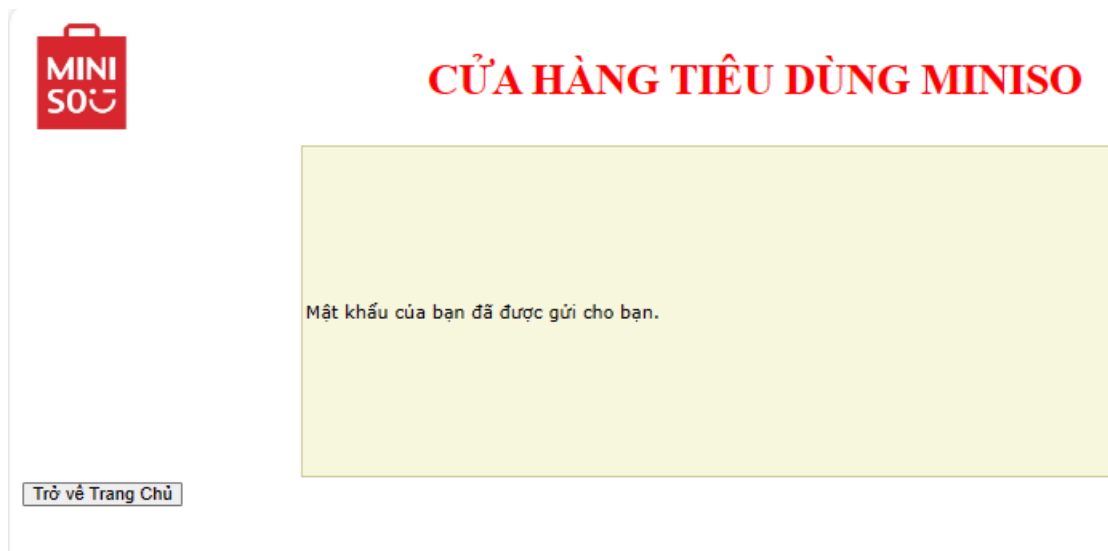 MINI
SO
CỬA HÀNG TIÊU DÙNG MINISO
Mật khẩu của bạn đã được gửi cho bạn.
Trở về Trang Chủ